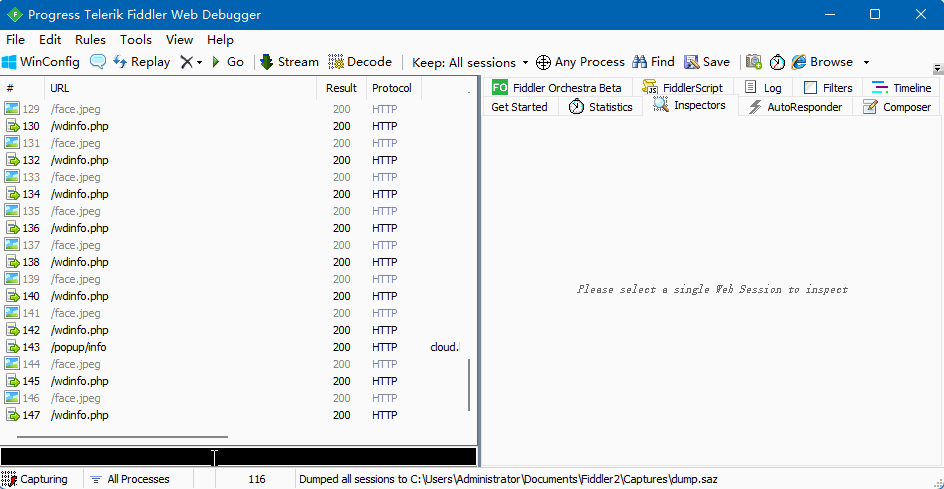 Progress Telerik Fiddler Web Debugger
File Edit Rules Tools View Help
WinConfig Replay Go Stream Decode Keep: All sessions Any Process Find Save Browse
# URL Result Protocol
129 /face.jpeg 200 HTTP
130 /wdinfo.php 200 HTTP
131 /face.jpeg 200 HTTP
132 /wdinfo.php 200 HTTP
133 /face.jpeg 200 HTTP
134 /wdinfo.php 200 HTTP
135 /face.jpeg 200 HTTP
136 /wdinfo.php 200 HTTP
137 /face.jpeg 200 HTTP
138 /wdinfo.php 200 HTTP
139 /face.jpeg 200 HTTP
140 /wdinfo.php 200 HTTP
141 /face.jpeg 200 HTTP
142 /wdinfo.php 200 HTTP
143 /popup/info 200 HTTP cloud.
144 /face.jpeg 200 HTTP
145 /wdinfo.php 200 HTTP
146 /face.jpeg 200 HTTP
147 /wdinfo.php 200 HTTP
FO Fiddler Orchestra Beta FiddlerScript Log Filters Timeline
Get Started Statistics Inspectors AutoResponder Composer
Please select a single Web Session to inspect
Capturing All Processes 116 Dumped all sessions to C:\Users\Administrator\Documents\Fiddler2\Captures\dump.saz